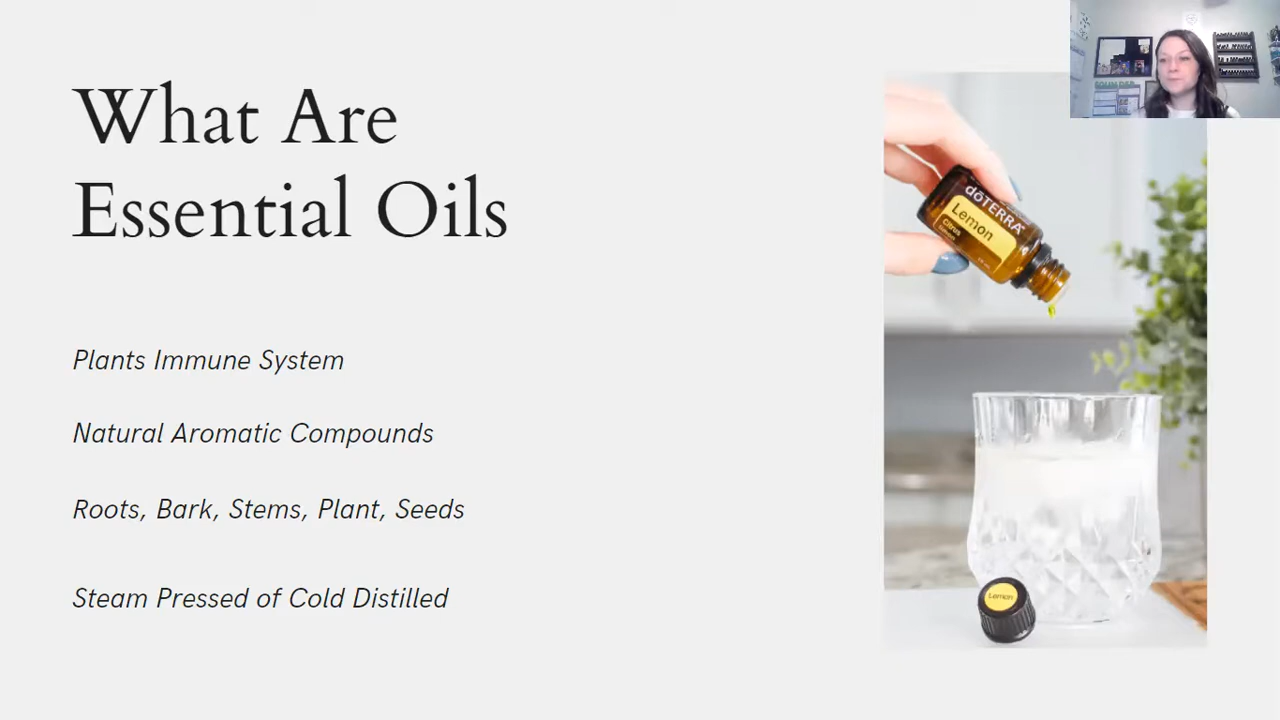 What Are
Essential Oils
Plants Immune System
Natural Aromatic Compounds
Roots, Bark, Stems, Plant, Seeds
Steam Pressed of Cold Distilled
dōTERRA
Lemon
Citrus
Lemon